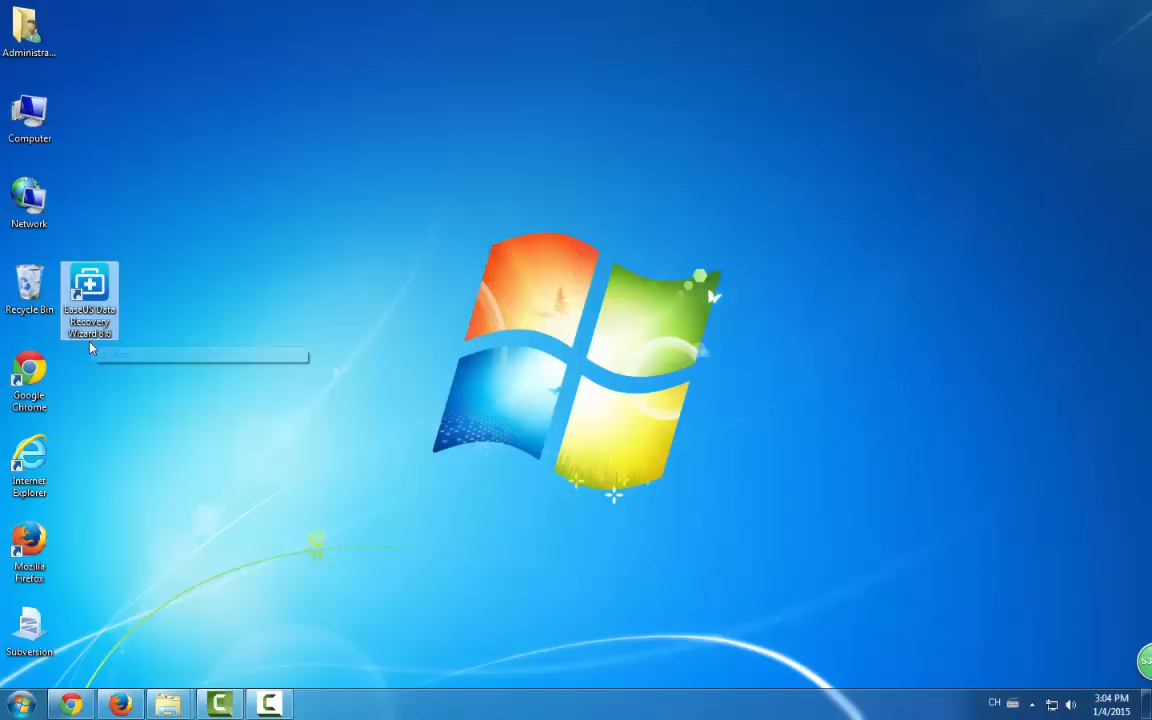 Administra...
Computer
Network
Recycle Bin
EaseUS Data
Recovery
Wizard 8.6
Google
Chrome
Internet
Explorer
Mozilla
Firefox
Subversion
53
CH
3:04 PM
1/4/2015